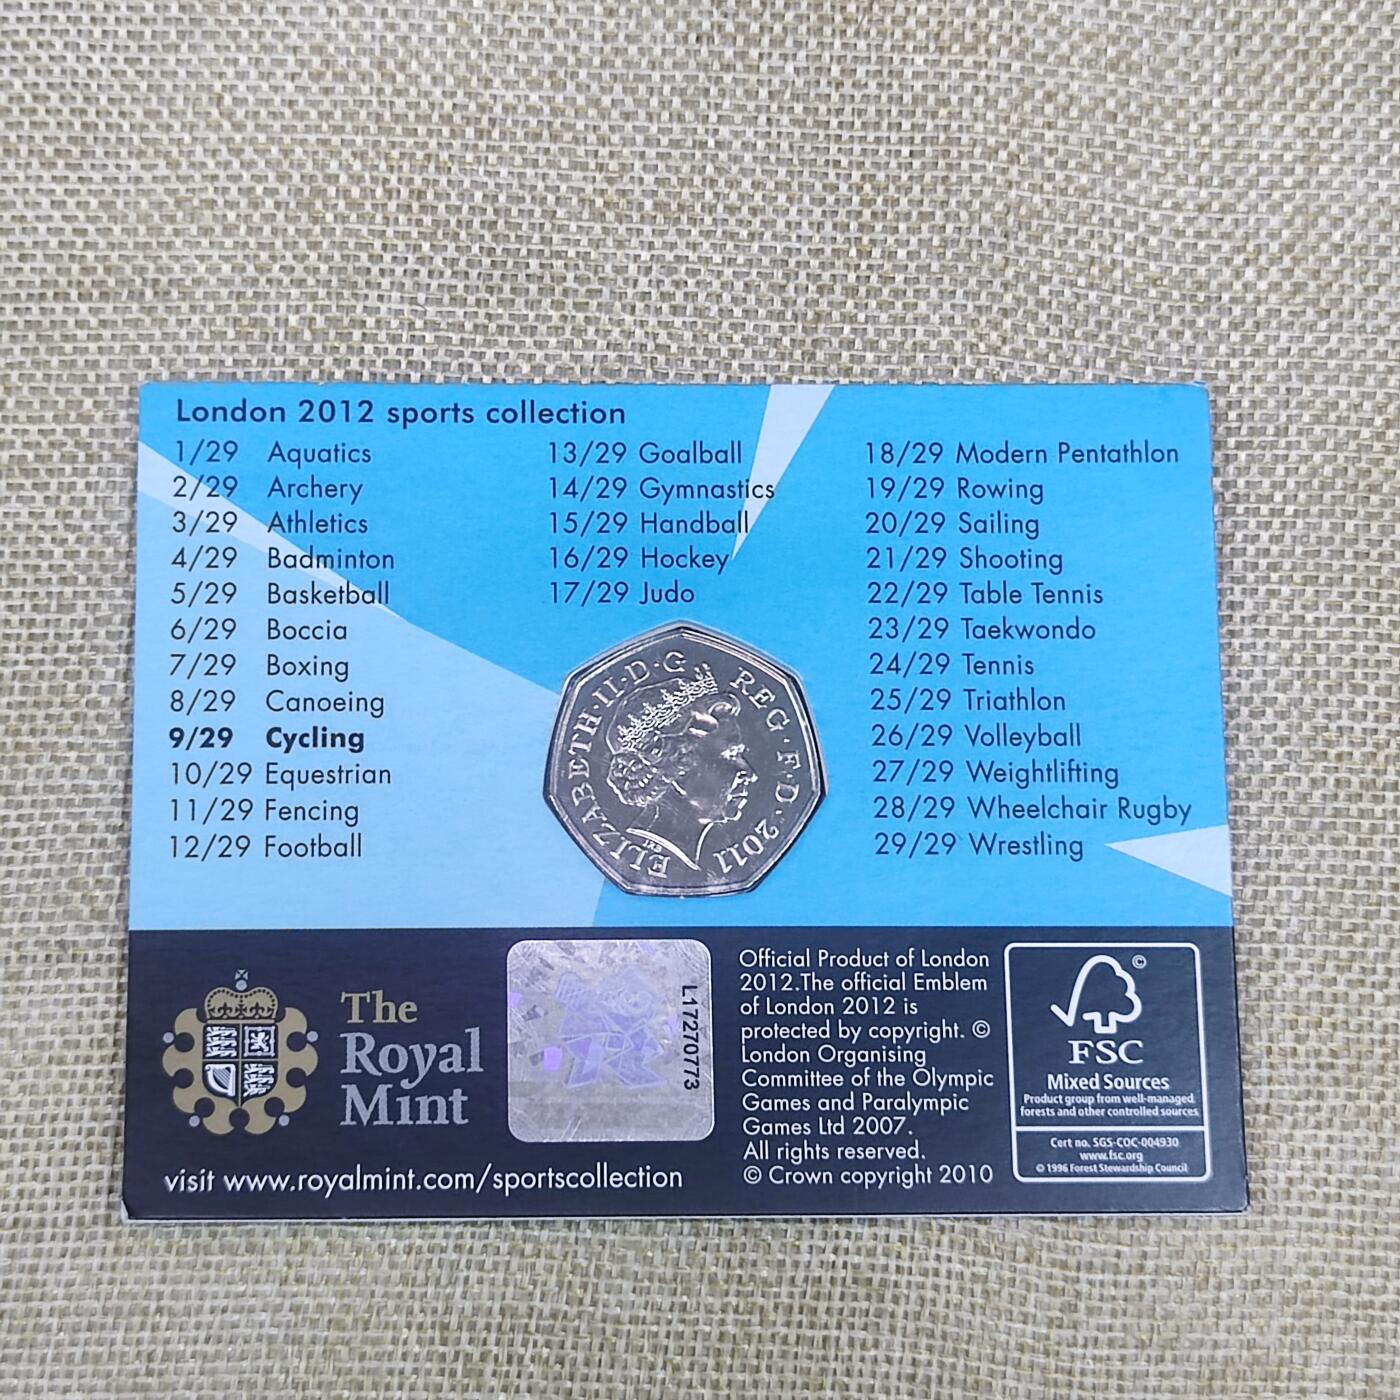 London 2012 sports collection
1/29 Aquatics
2/29 Archery
3/29 Athletics
4/29 Badminton
5/29 Basketball
6/29 Boccia
7/29 Boxing
8/29 Canoeing
9/29 Cycling
10/29 Equestrian
11/29 Fencing
12/29 Football
13/29 Goalball
14/29 Gymnastics
15/29 Handball
16/29 Hockey
17/29 Judo
18/29 Modern Pentathlon
19/29 Rowing
20/29 Sailing
21/29 Shooting
22/29 Table Tennis
23/29 Taekwondo
24/29 Tennis
25/29 Triathlon
26/29 Volleyball
27/29 Weightlifting
28/29 Wheelchair Rugby
29/29 Wrestling
ELIZABETH·II·D·G REG·F·D·2011
IRB
The
Royal
Mint
visit www.royalmint.com/sportscollection
L17270773
Official Product of London
2012.The official Emblem
of London 2012 is
protected by copyright. ©
London Organising
Committee of the Olympic
Games and Paralympic
Games Ltd 2007.
All rights reserved.
© Crown copyright 2010
©
FSC
Mixed Sources
Product group from well-managed
forests and other controlled sources
Cert no. SGS-COC-004930
www.fsc.org
© 1996 Forest Stewardship Council